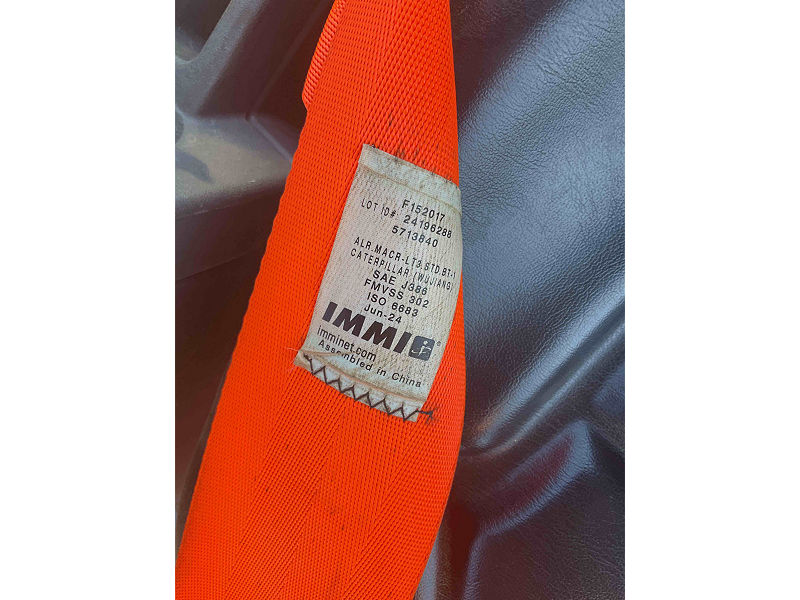 F152017
LOT ID# 24196288
5713840
ALR.MACR-LT3.STD.BT-1
CATERPILLAR (WUJIANG)
SAE J386
FMVSS 302
ISO 6683
Jun-24
IMMI®
imminet.com
Assembled in China